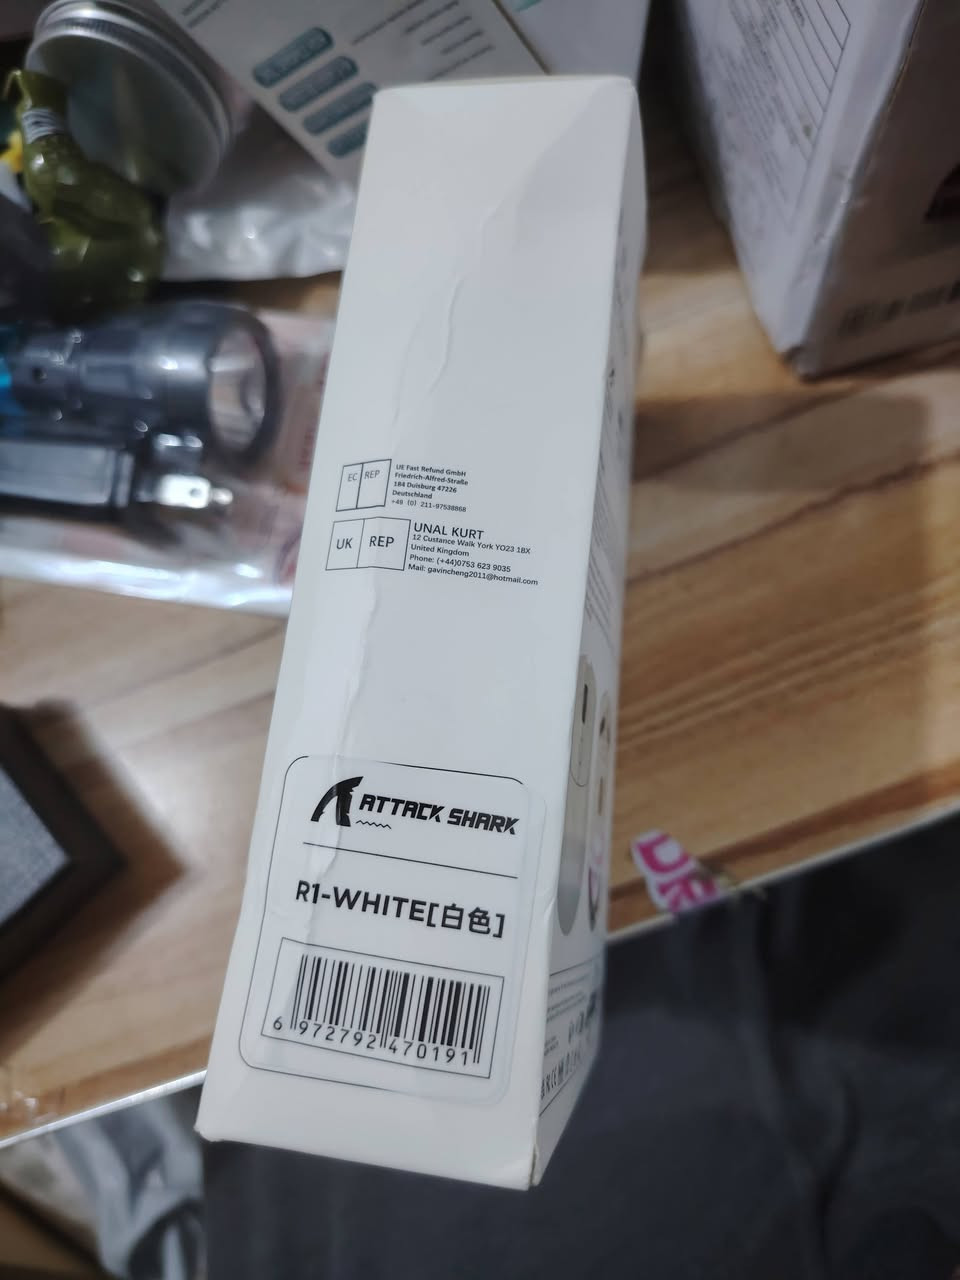 EC REP
UE Fast Refund GmbH
Friedrich-Alfred-Straße
184 Duisburg 47226
Deutschland
+49 (0) 211-97538868
UK REP
UNAL KURT
12 Custance Walk York YO23 1BX
United Kingdom
Phone: (+44)0753 623 9035
Mail: gavincheng2011@hotmail.com
ATTACK SHARK
R1-WHITE[白色]
6 972792 470191